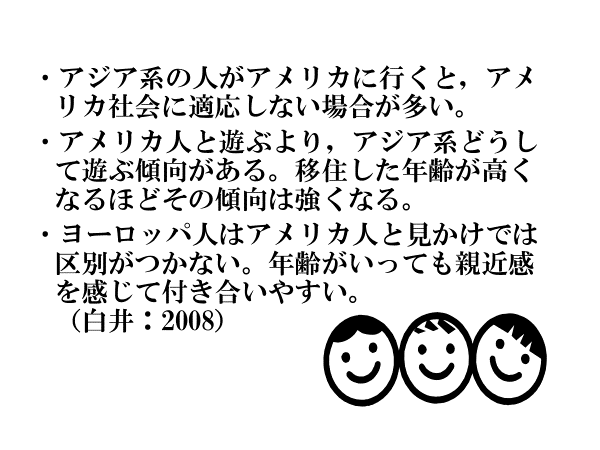 ・アジア系の人がアメリカに行くと，アメ
リカ社会に適応しない場合が多い。
・アメリカ人と遊ぶより，アジア系どうし
て遊ぶ傾向がある。移住した年齢が高く
なるほどその傾向は強くなる。
・ヨーロッパ人はアメリカ人と見かけでは
区別がつかない。年齢がいっても親近感
を感じて付き合いやすい。
（白井：2008）